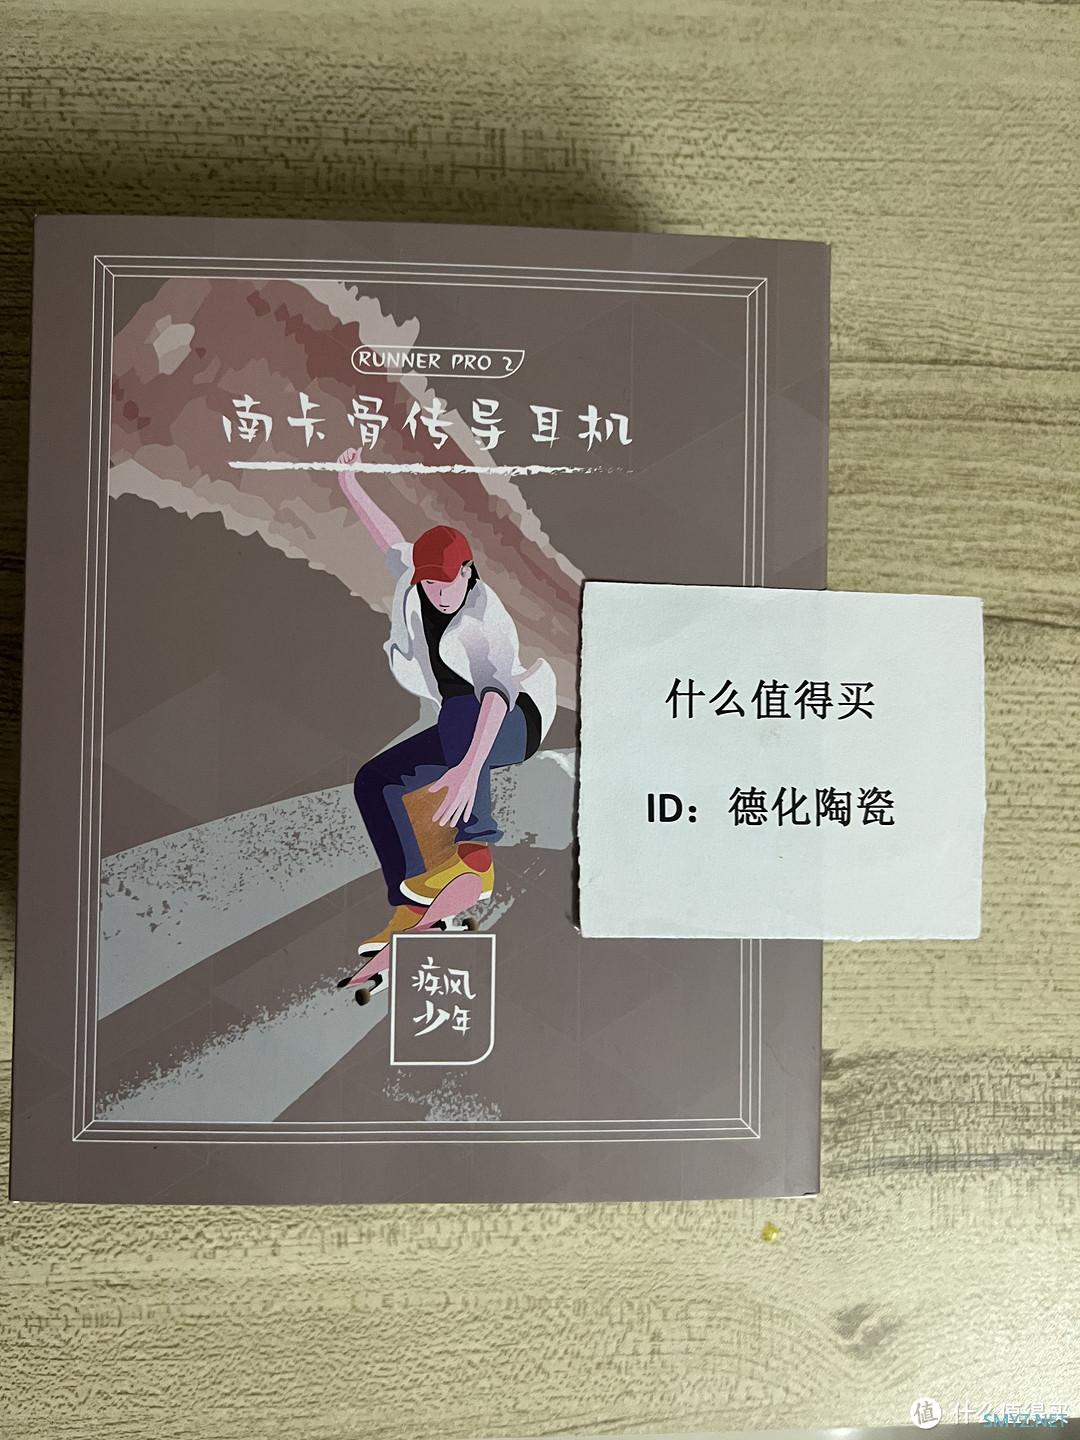 RUNNER PRO 2
南卡骨传导耳机
什么值得买
ID：德化陶瓷
疾风
少年
值 什么值得买
SMYZ.NET